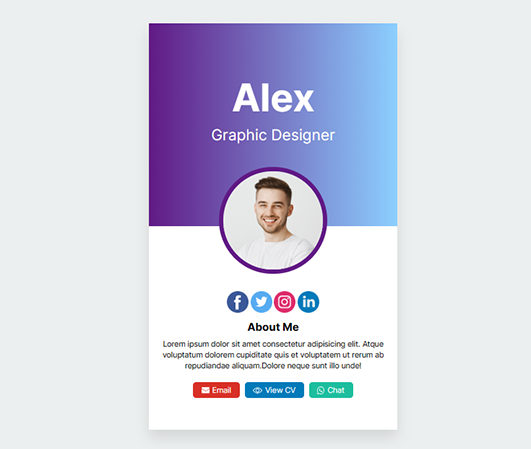 Alex
Graphic Designer
About Me
Lorem ipsum dolor sit amet consectetur adipisicing elit. Atque
voluptatum dolorem cupiditate quis et voluptatem ut rerum ab
repudiandae aliquam.Dolore neque sunt illo unde!
Email
View CV
Chat